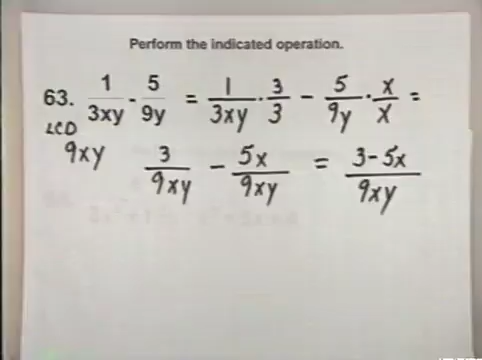 Perform the indicated operation.
63. 1/3xy - 5/9y = 1/3xy · 3/3 - 5/9y · x/x =
LCD
9xy 3/9xy - 5x/9xy = 3-5x/9xy